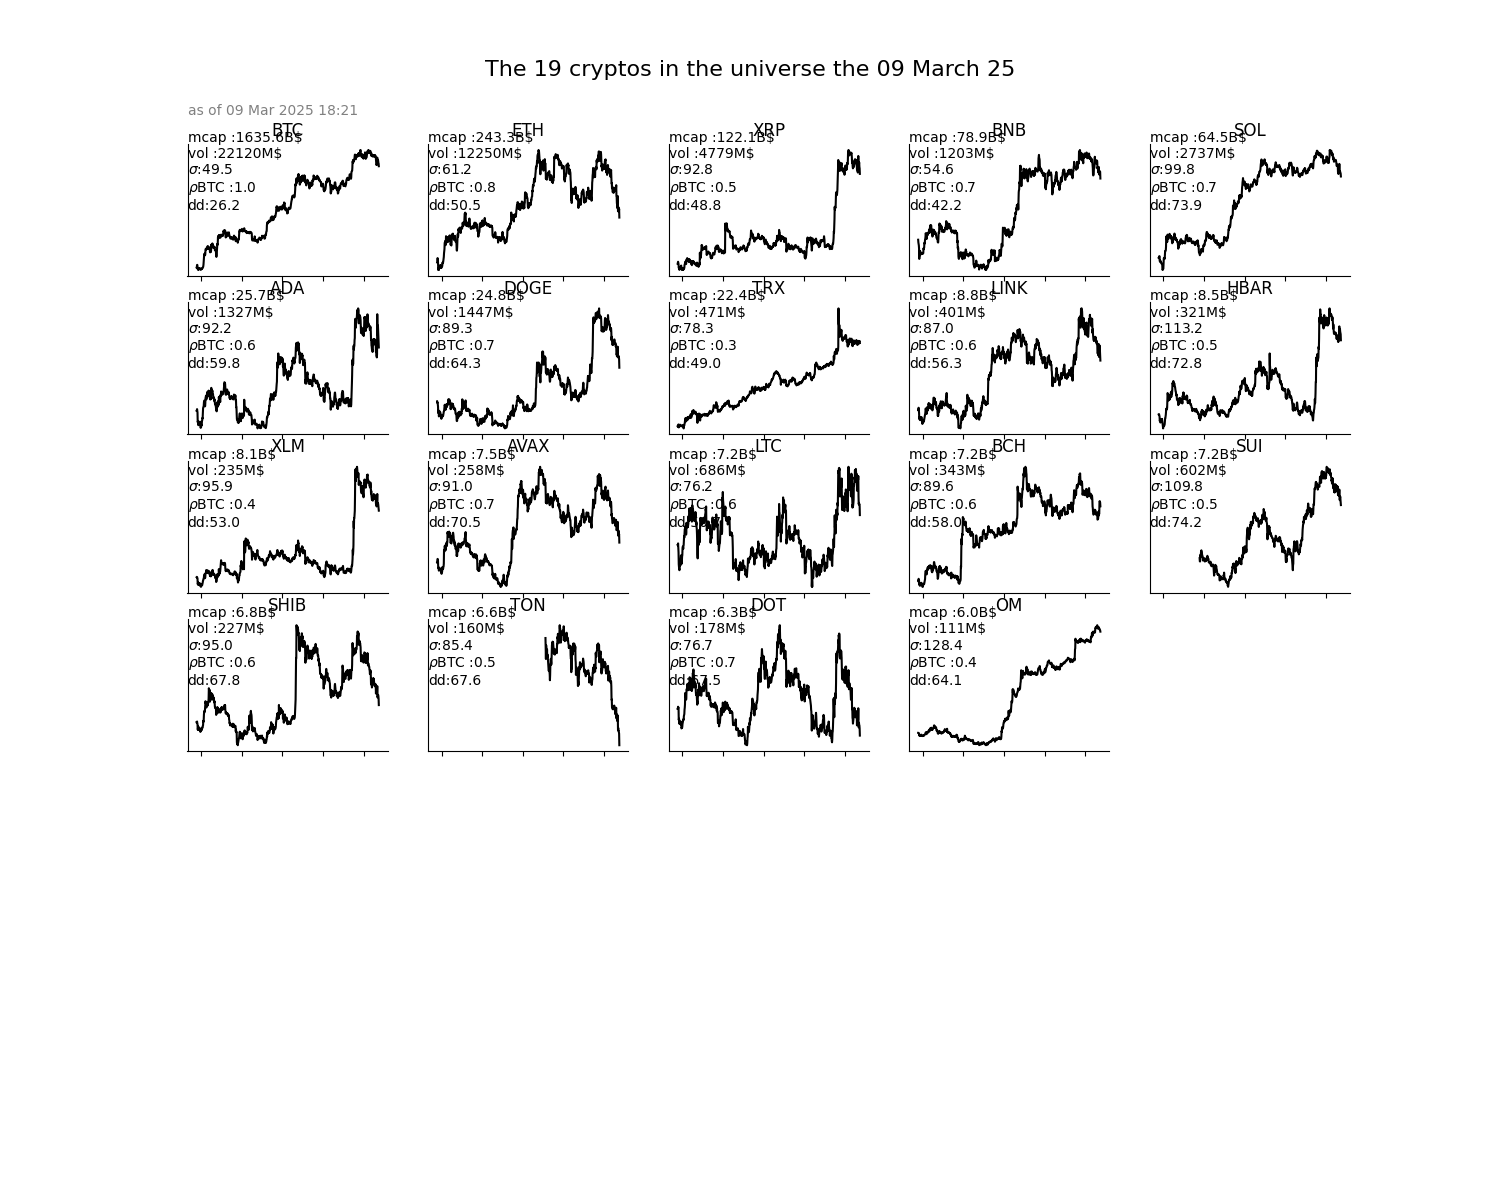 The 19 cryptos in the universe the 09 March 25
as of 09 Mar 2025 18:21
BTC
mcap :1635.6B$
vol :22120M$
σ:49.5
ρBTC :1.0
dd:26.2
ETH
mcap :243.3B$
vol :12250M$
σ:61.2
ρBTC :0.8
dd:50.5
XRP
mcap :122.1B$
vol :4779M$
σ:92.8
ρBTC :0.5
dd:48.8
BNB
mcap :78.9B$
vol :1203M$
σ:54.6
ρBTC :0.7
dd:42.2
SOL
mcap :64.5B$
vol :2737M$
σ:99.8
ρBTC :0.7
dd:73.9
ADA
mcap :25.7B$
vol :1327M$
σ:92.2
ρBTC :0.6
dd:59.8
DOGE
mcap :24.8B$
vol :1447M$
σ:89.3
ρBTC :0.7
dd:64.3
TRX
mcap :22.4B$
vol :471M$
σ:78.3
ρBTC :0.3
dd:49.0
LINK
mcap :8.8B$
vol :401M$
σ:87.0
ρBTC :0.6
dd:56.3
HBAR
mcap :8.5B$
vol :321M$
σ:113.2
ρBTC :0.5
dd:72.8
XLM
mcap :8.1B$
vol :235M$
σ:95.9
ρBTC :0.4
dd:53.0
AVAX
mcap :7.5B$
vol :258M$
σ:91.0
ρBTC :0.7
dd:70.5
LTC
mcap :7.2B$
vol :686M$
σ:76.2
ρBTC :0.6
BCH
mcap :7.2B$
vol :343M$
σ:89.6
ρBTC :0.6
dd:58.0
SUI
mcap :7.2B$
vol :602M$
σ:109.8
ρBTC :0.5
dd:74.2
SHIB
mcap :6.8B$
vol :227M$
σ:95.0
ρBTC :0.6
dd:67.8
TON
mcap :6.6B$
vol :160M$
σ:85.4
ρBTC :0.5
dd:67.6
DOT
mcap :6.3B$
vol :178M$
σ:76.7
ρBTC :0.7
dd:67.5
OM
mcap :6.0B$
vol :111M$
σ:128.4
ρBTC :0.4
dd:64.1